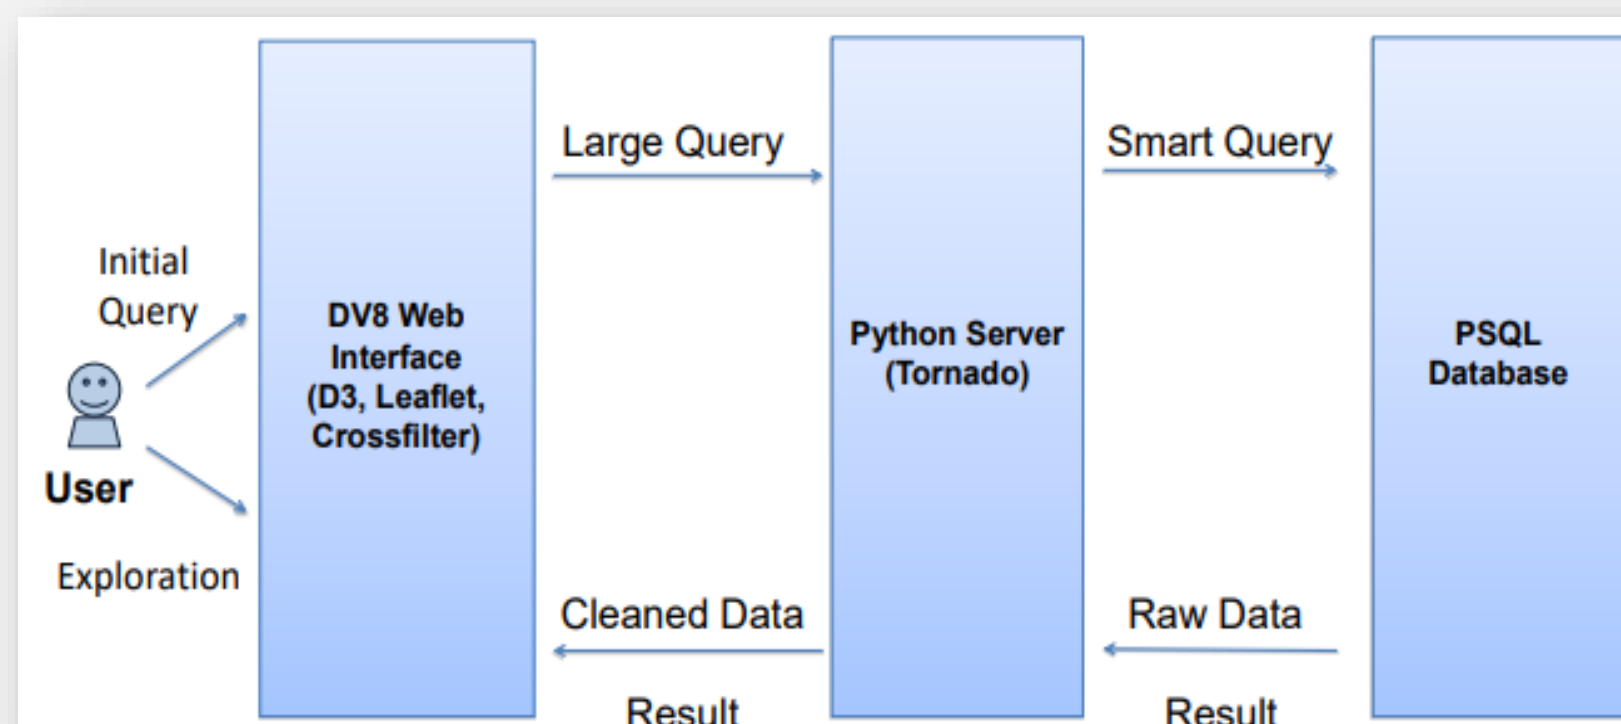 Initial
Query
User
Exploration
DV8 Web
Interface
(D3, Leaflet,
Crossfilter)
Large Query
Cleaned Data
Result
Python Server
(Tornado)
Smart Query
Raw Data
Result
PSQL
Database